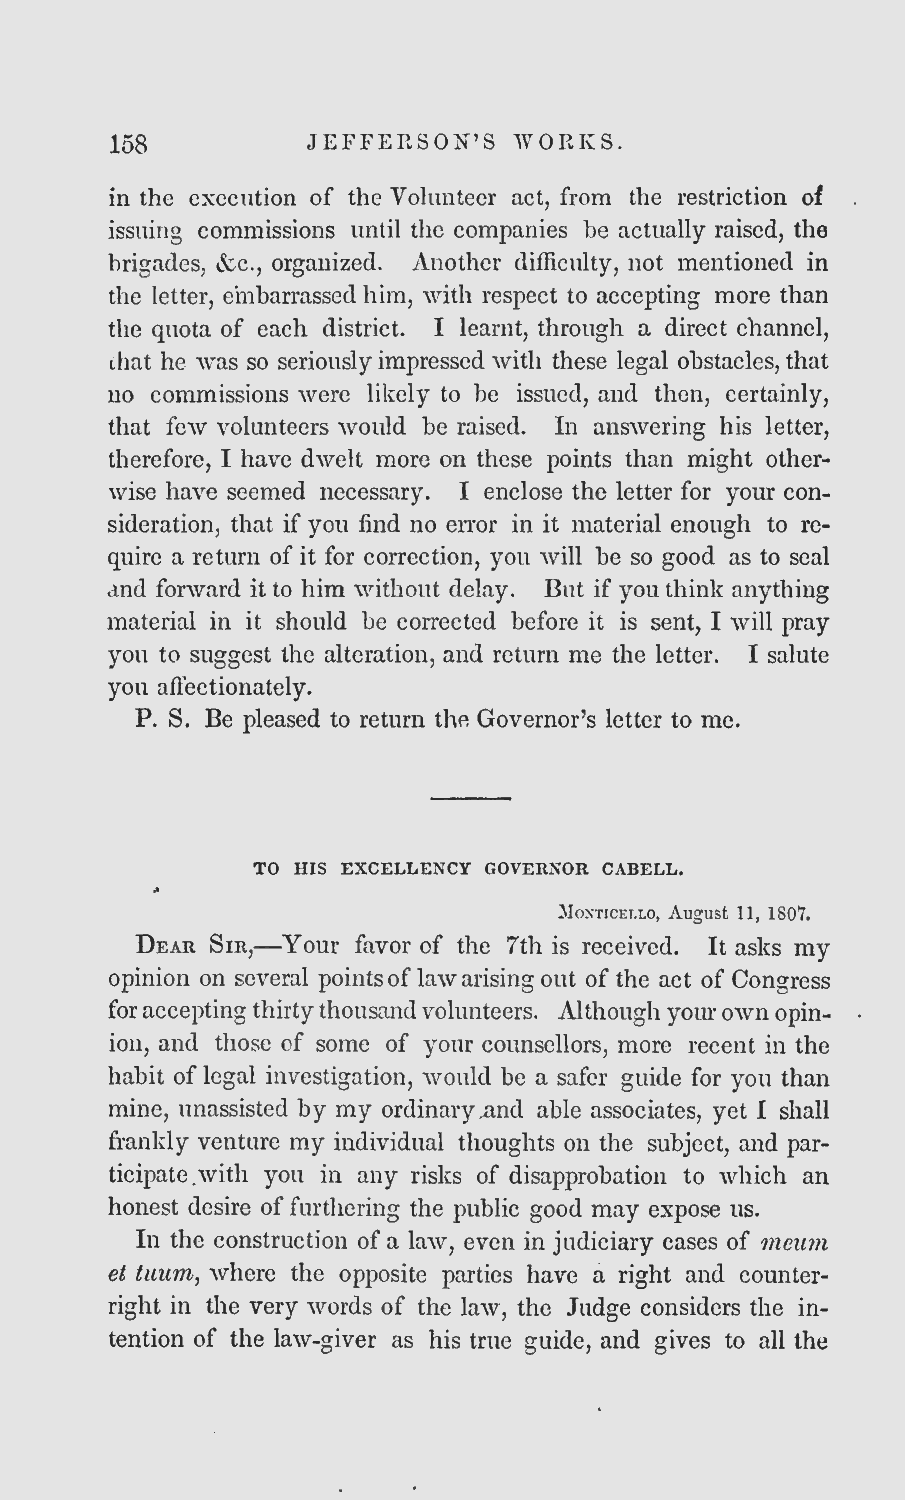 158 JEFFERSON'S WORKS.
in the execution of the Volunteer act, from the restriction of
issuing commissions until the companies be actually raised, the
brigades, &c., organized. Another difficulty, not mentioned in
the letter, embarrassed him, with respect to accepting more than
the quota of each district. I learnt, through a direct channel,
that he was so seriously impressed with these legal obstacles, that
no commissions were likely to be issued, and then, certainly,
that few volunteers would be raised. In answering his letter,
therefore, I have dwelt more on these points than might other-
wise have seemed necessary. I enclose the letter for your con-
sideration, that if you find no error in it material enough to re-
quire a return of it for correction, you will be so good as to seal
and forward it to him without delay. But if you think anything
material in it should be corrected before it is sent, I will pray
you to suggest the alteration, and return me the letter. I salute
you affectionately.
P. S. Be pleased to return the Governor's letter to me.
TO HIS EXCELLENCY GOVERNOR CABELL.
MONTICELLO, August 11, 1807.
DEAR SIR,—Your favor of the 7th is received. It asks my
opinion on several points of law arising out of the act of Congress
for accepting thirty thousand volunteers. Although your own opin-
ion, and those of some of your counsellors, more recent in the
habit of legal investigation, would be a safer guide for you than
mine, unassisted by my ordinary and able associates, yet I shall
frankly venture my individual thoughts on the subject, and par-
ticipate with you in any risks of disapprobation to which an
honest desire of furthering the public good may expose us.
In the construction of a law, even in judiciary cases of meum
et tuum, where the opposite parties have a right and counter-
right in the very words of the law, the Judge considers the in-
tention of the law-giver as his true guide, and gives to all the